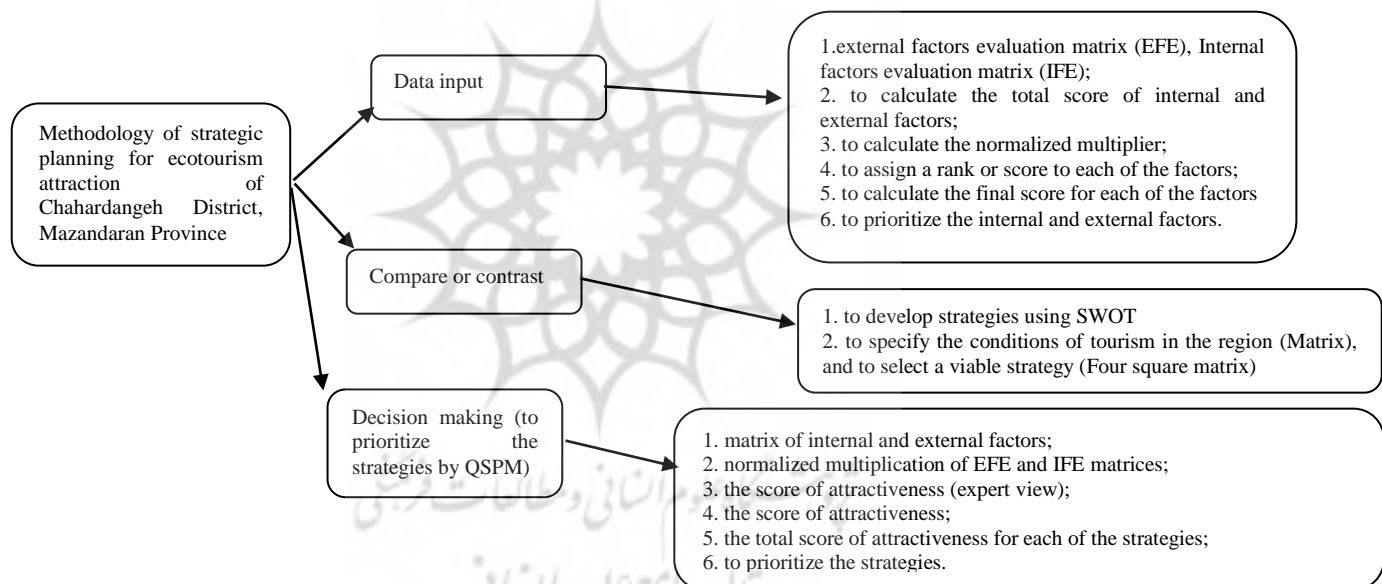 Methodology of strategic
planning for ecotourism
attraction of
Chahardangeh District,
Mazandaran Province
Data input
1.external factors evaluation matrix (EFE), Internal
factors evaluation matrix (IFE);
2. to calculate the total score of internal and
external factors;
3. to calculate the normalized multiplier;
4. to assign a rank or score to each of the factors;
5. to calculate the final score for each of the factors
6. to prioritize the internal and external factors.
Compare or contrast
1. to develop strategies using SWOT
2. to specify the conditions of tourism in the region (Matrix),
and to select a viable strategy (Four square matrix)
Decision making (to
prioritize the
strategies by QSPM)
1. matrix of internal and external factors;
2. normalized multiplication of EFE and IFE matrices;
3. the score of attractiveness (expert view);
4. the score of attractiveness;
5. the total score of attractiveness for each of the strategies;
6. to prioritize the strategies.
پژوهشگاه علوم انسانی و مطالعات فرهنگی